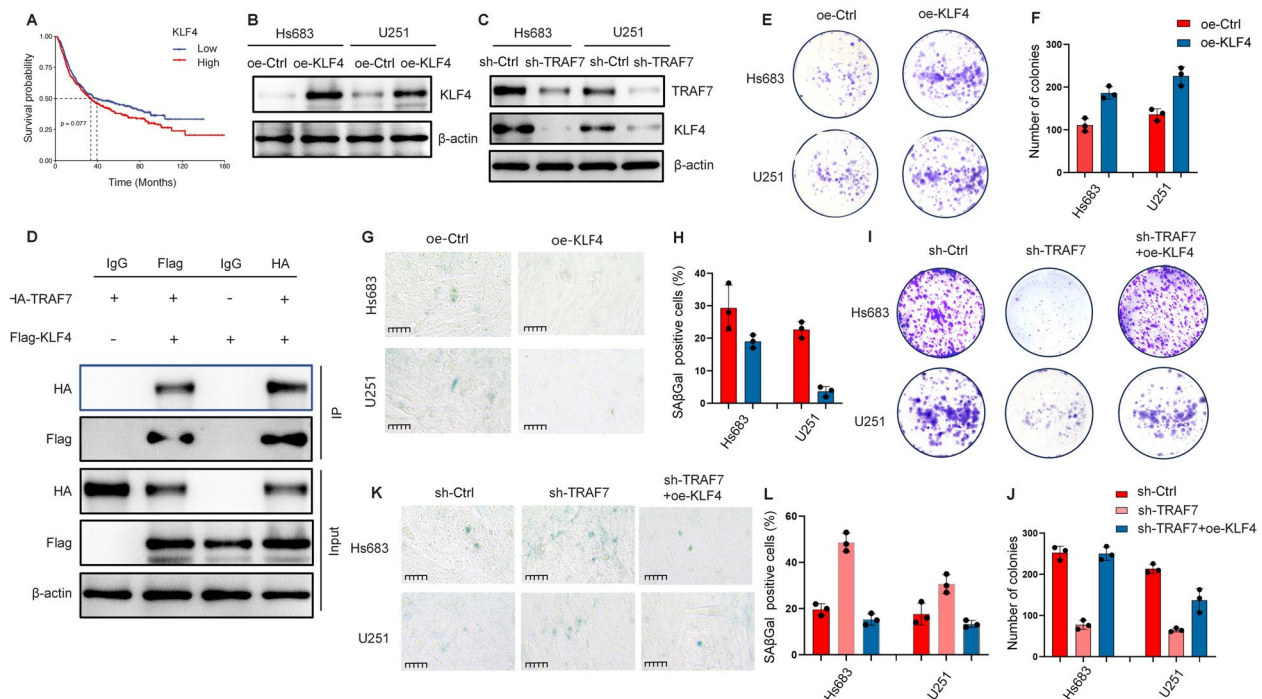 A
KLF4
Low
High
Survival probability
1.00
0.75
0.50
0.25
0.00
p = 0.077
0
40
80
120
160
Time (Months)
B
Hs683
U251
oe-Ctrl oe-KLF4 oe-Ctrl oe-KLF4
KLF4
β-actin
C
Hs683
U251
sh-Ctrl sh-TRAF7 sh-Ctrl sh-TRAF7
TRAF7
KLF4
β-actin
E
oe-Ctrl
oe-KLF4
Hs683
U251
F
oe-Ctrl
oe-KLF4
Number of colonies
300
200
100
0
Hs683
U251
D
IgG
Flag
IgG
HA
HA-TRAF7
+
+
-
+
Flag-KLF4
-
+
+
+
HA
Flag
IP
HA
Flag
Input
β-actin
G
oe-Ctrl
oe-KLF4
Hs683
U251
H
SAβGal positive cells (%)
40
30
20
10
0
Hs683
U251
I
sh-Ctrl
sh-TRAF7
sh-TRAF7
+oe-KLF4
Hs683
U251
K
sh-Ctrl
sh-TRAF7
sh-TRAF7
+oe-KLF4
Hs683
U251
L
SAβGal positive cells (%)
60
40
20
0
Hs683
U251
J
sh-Ctrl
sh-TRAF7
sh-TRAF7+oe-KLF4
Number of colonies
300
200
100
0
Hs683
U251